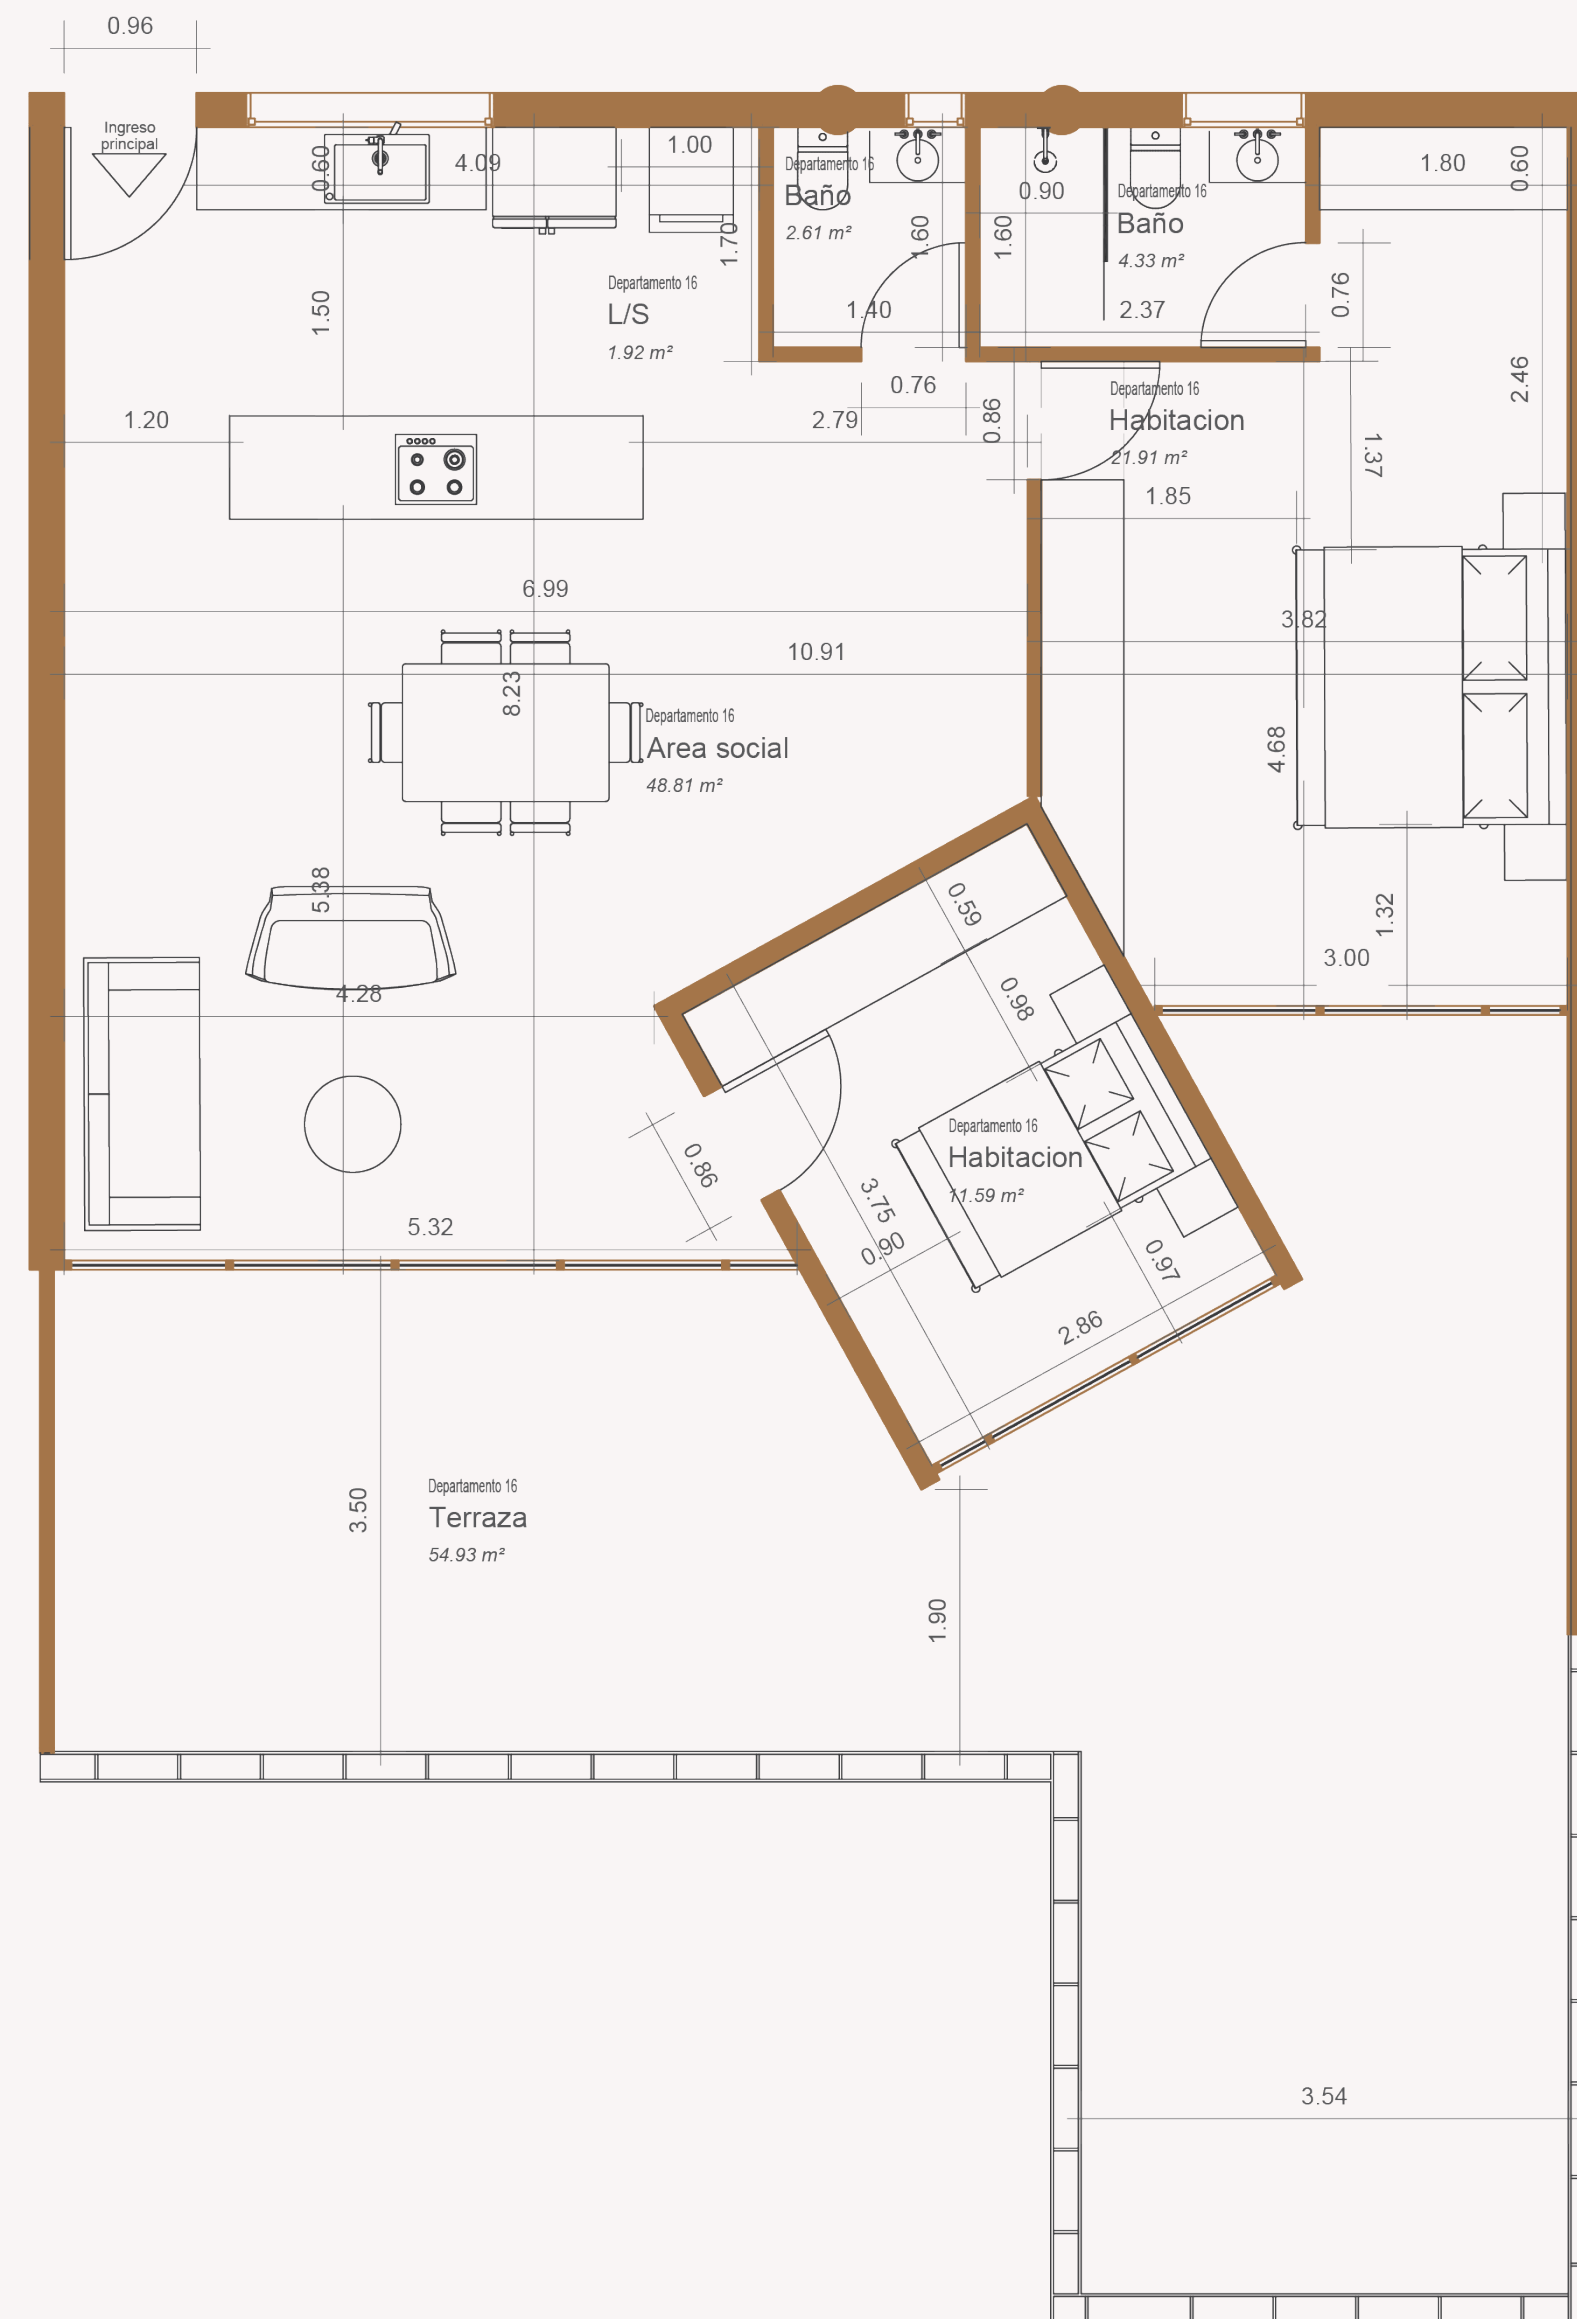 0.96
Ingreso
principal
0.60
4.09
1.00
Departamento 16
Baño
2.61 m²
0.90
Departamento 16
Baño
4.33 m²
1.80
0.60
1.70
1.60
1.60
1.50
Departamento 16
L/S
1.92 m²
1.40
2.37
0.76
2.46
0.76
1.20
2.79
0.86
Departamento 16
Habitacion
21.91 m²
1.37
1.85
6.99
3.82
10.91
8.23
Departamento 16
Area social
48.81 m²
4.68
5.38
0.59
1.32
3.00
4.28
0.98
Departamento 16
Habitacion
11.59 m²
0.86
3.75
0.90
0.97
5.32
2.86
3.50
Departamento 16
Terraza
54.93 m²
1.90
3.54